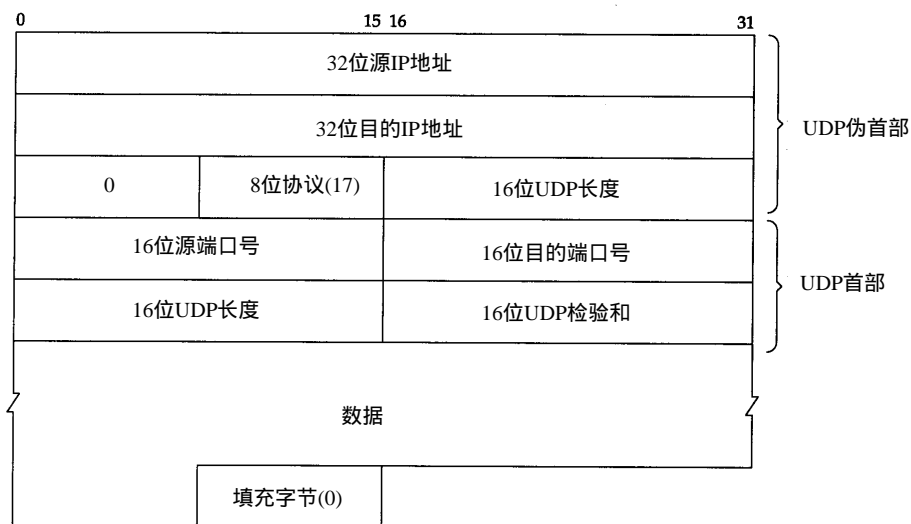 0 15 16 31
32位源IP地址
32位目的IP地址
UDP伪首部
0 8位协议(17) 16位UDP长度
16位源端口号 16位目的端口号
UDP首部
16位UDP长度 16位UDP检验和
数据
填充字节(0)